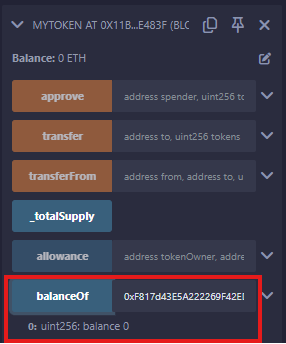 MYTOKEN AT 0X11B...E483F (BLO
Balance: 0 ETH
approve address spender, uint256 to
transfer address to, uint256 tokens
transferFrom address from, address to, u
_totalSupply
allowance address tokenOwner, addre
balanceOf 0xF817d43E5A222269F42EI
0: uint256: balance 0